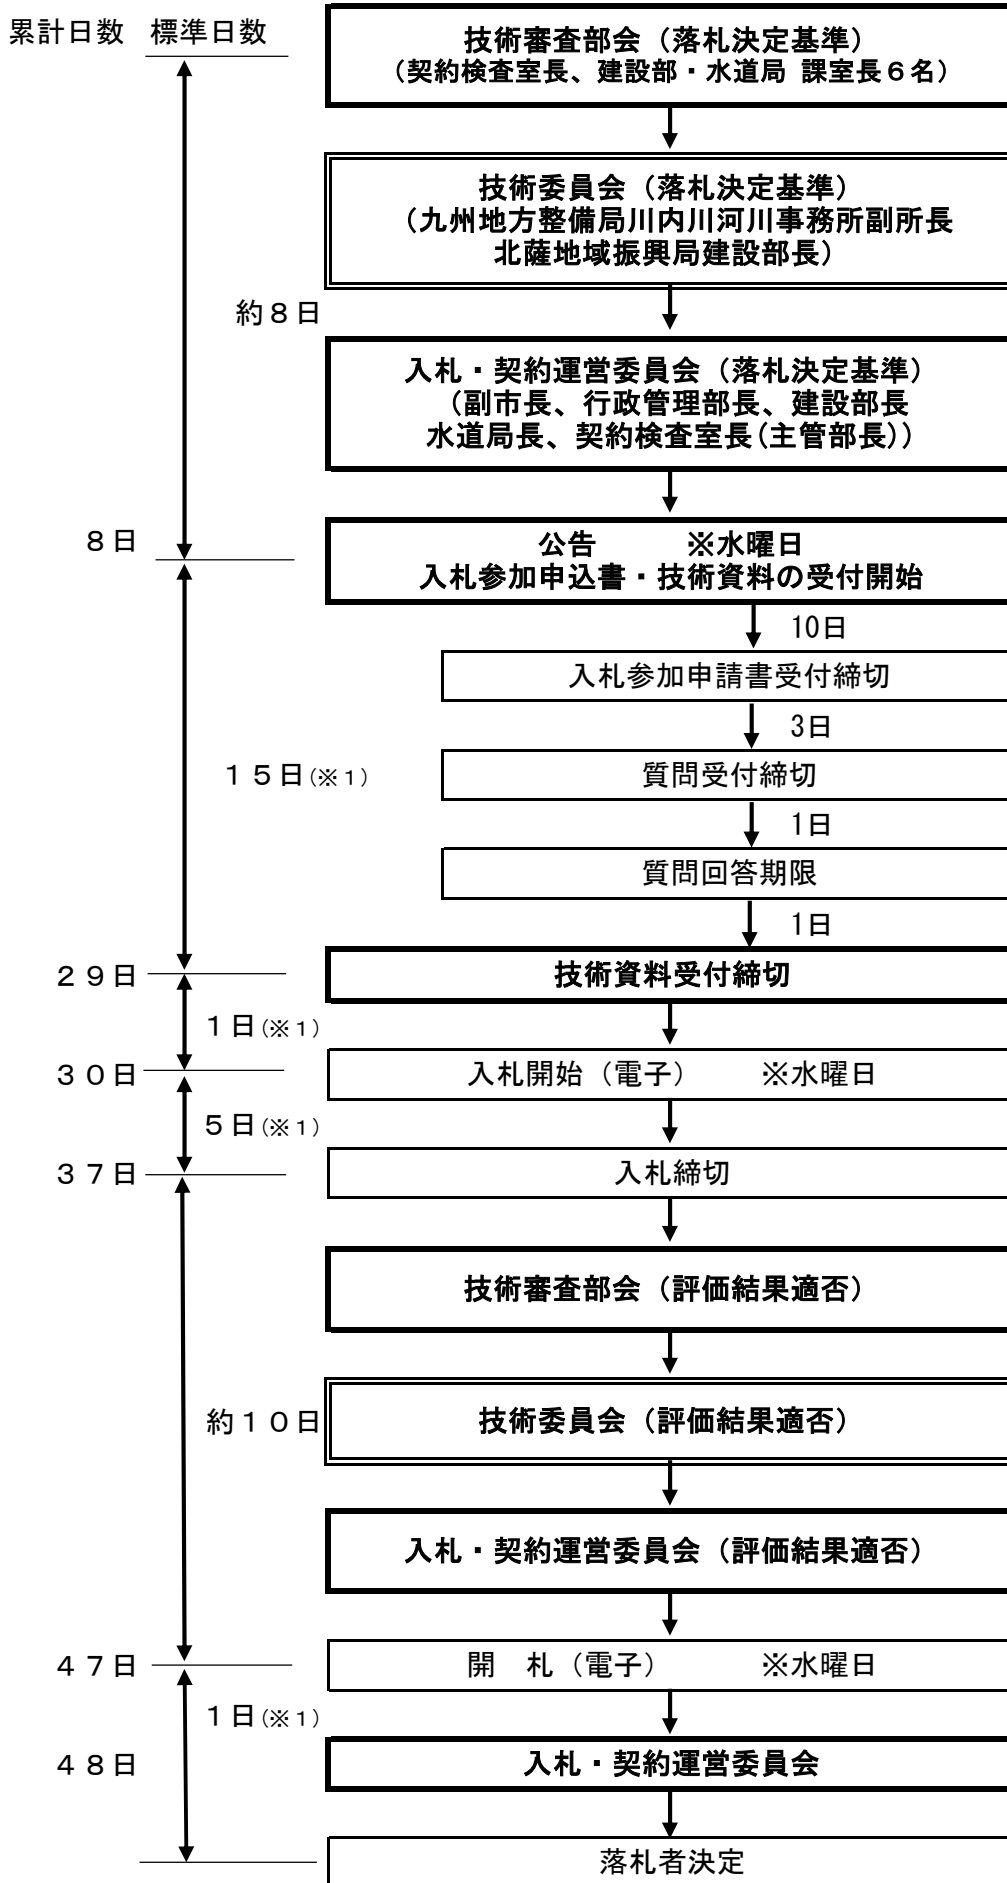 累計日数 標準日数
技術審査部会（落札決定基準）
（契約検査室長、建設部・水道局 課室長６名）
技術委員会（落札決定基準）
（九州地方整備局川内川河川事務所副所長
北薩地域振興局建設部長）
約８日
入札・契約運営委員会（落札決定基準）
（副市長、行政管理部長、建設部長
水道局長、契約検査室長(主管部長)）
８日
公告　　　※水曜日
入札参加申込書・技術資料の受付開始
10日
入札参加申請書受付締切
3日
１５日(※１)
質問受付締切
1日
質問回答期限
1日
２９日
技術資料受付締切
１日(※１)
３０日
入札開始（電子）　　※水曜日
５日(※１)
３７日
入札締切
技術審査部会（評価結果適否）
約１０日
技術委員会（評価結果適否）
入札・契約運営委員会（評価結果適否）
４７日
開　札（電子）　　　※水曜日
１日(※１)
４８日
入札・契約運営委員会
落札者決定